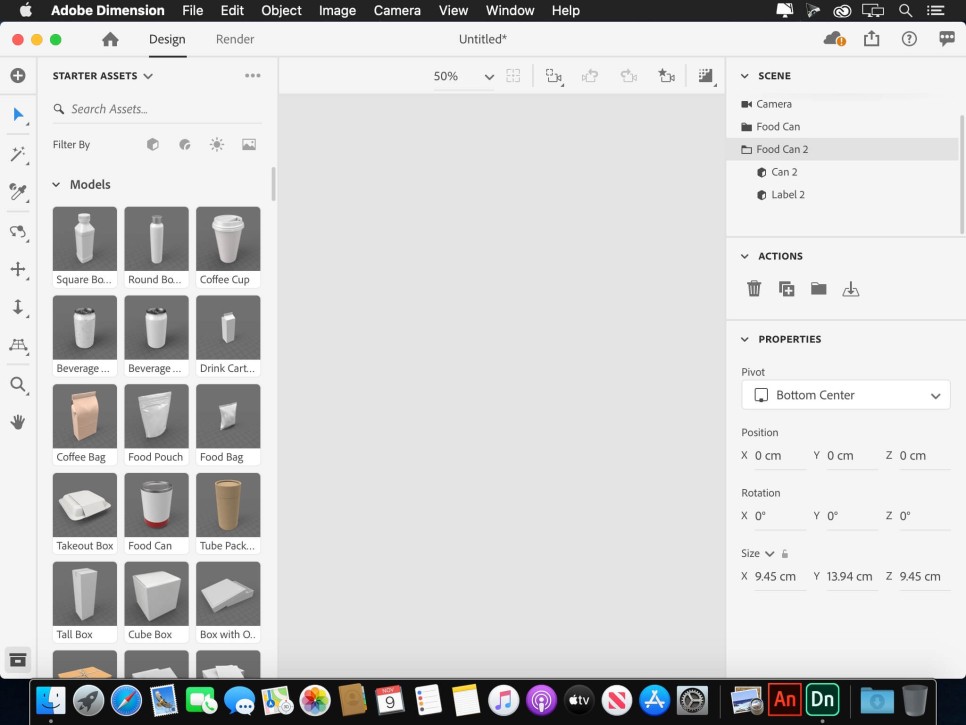 Adobe Dimension File Edit Object Image Camera View Window Help
Design Render Untitled*
STARTER ASSETS
Search Assets...
Filter By
Models
Square Bo... Round Bo... Coffee Cup
Beverage ... Beverage ... Drink Cart...
Coffee Bag Food Pouch Food Bag
Takeout Box Food Can Tube Pack...
Tall Box Cube Box Box with O..
50%
SCENE
Camera
Food Can
Food Can 2
Can 2
Label 2
ACTIONS
PROPERTIES
Pivot
Bottom Center
Position
X 0 cm Y 0 cm Z 0 cm
Rotation
X 0° Y 0° Z 0°
Size
X 9.45 cm Y 13.94 cm Z 9.45 cm
NOV
9
tv
An
Dn